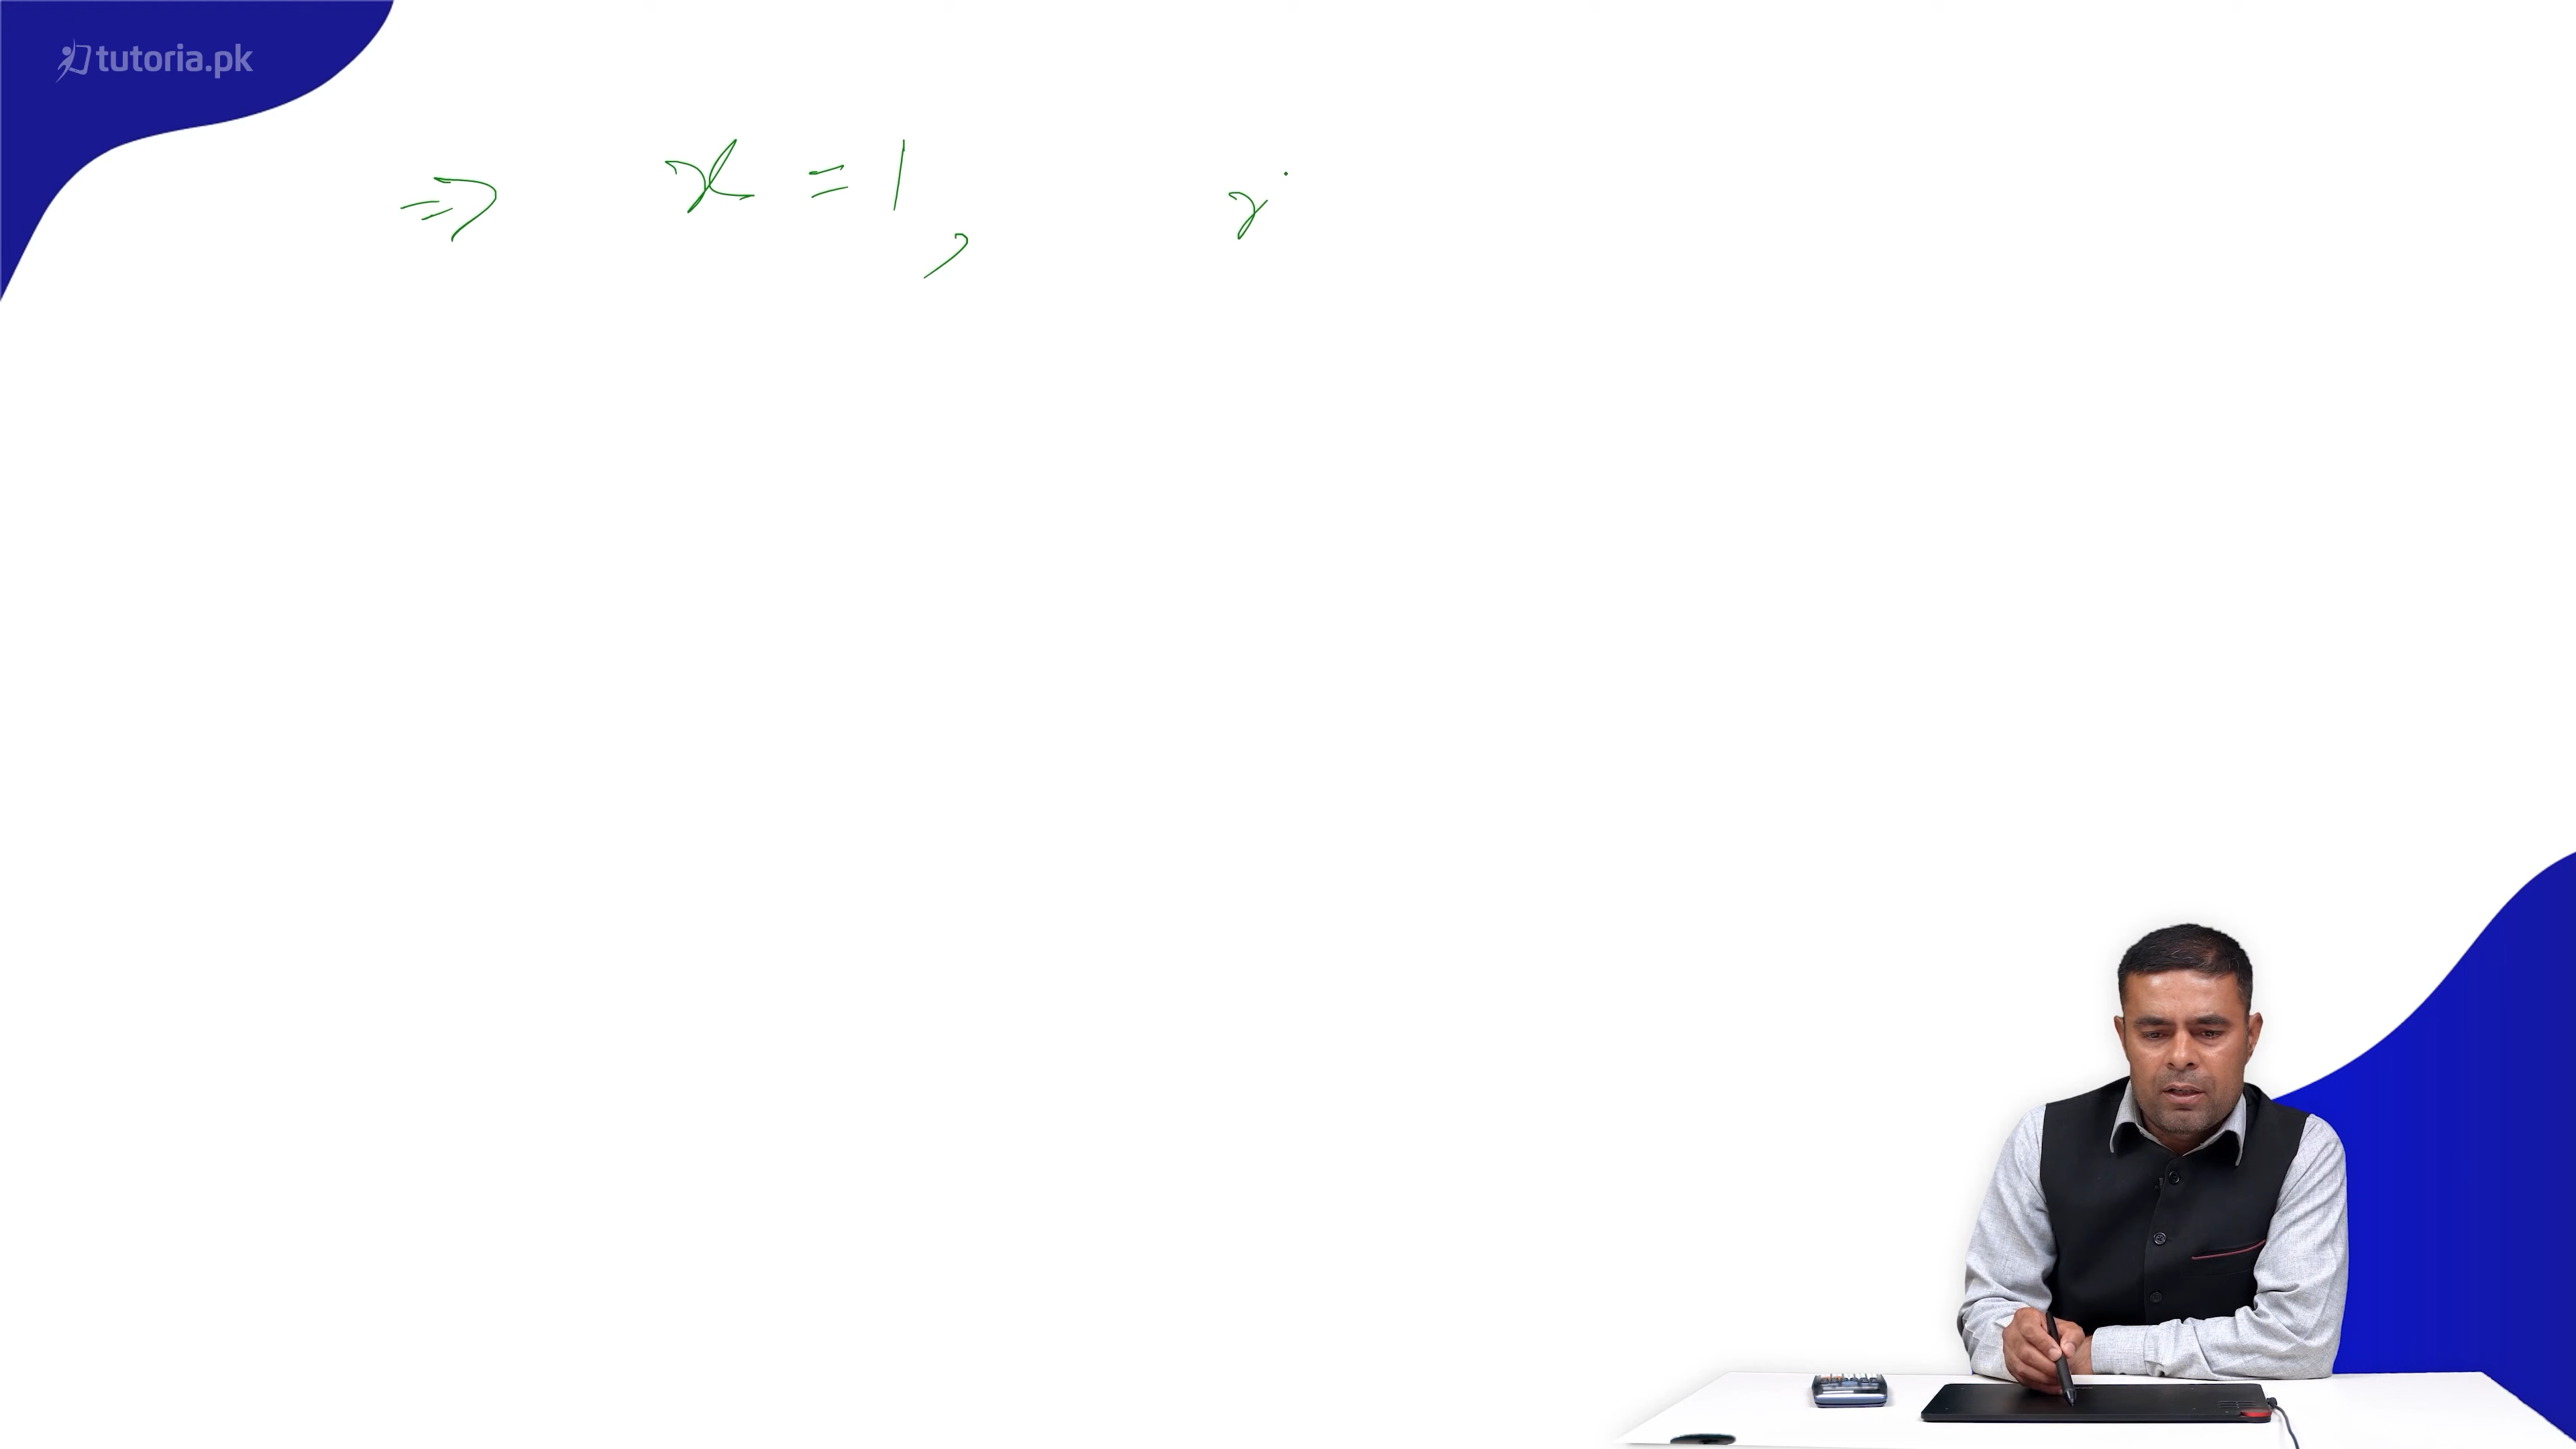 tutoria.pk
⇒ x = 1,